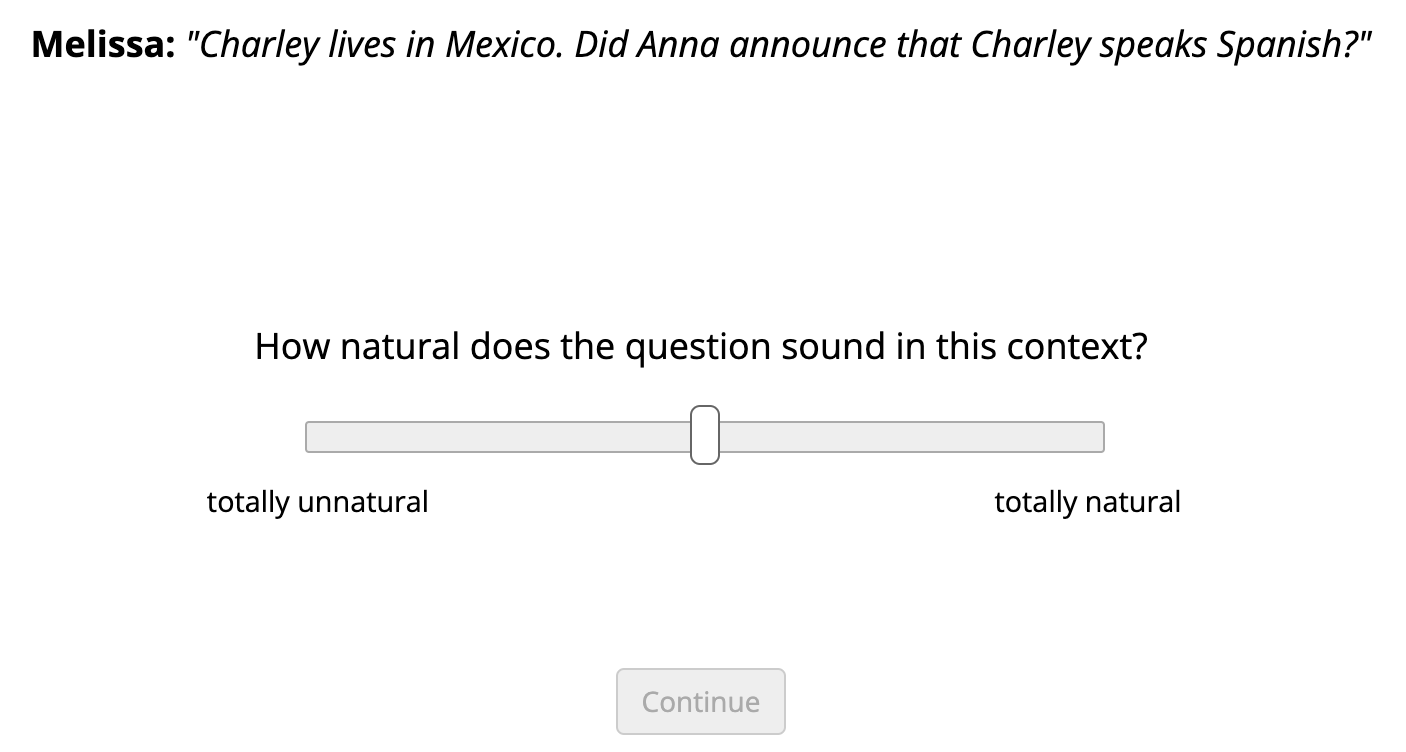 Melissa: "Charley lives in Mexico. Did Anna announce that Charley speaks Spanish?"
How natural does the question sound in this context?
totally unnatural totally natural
Continue